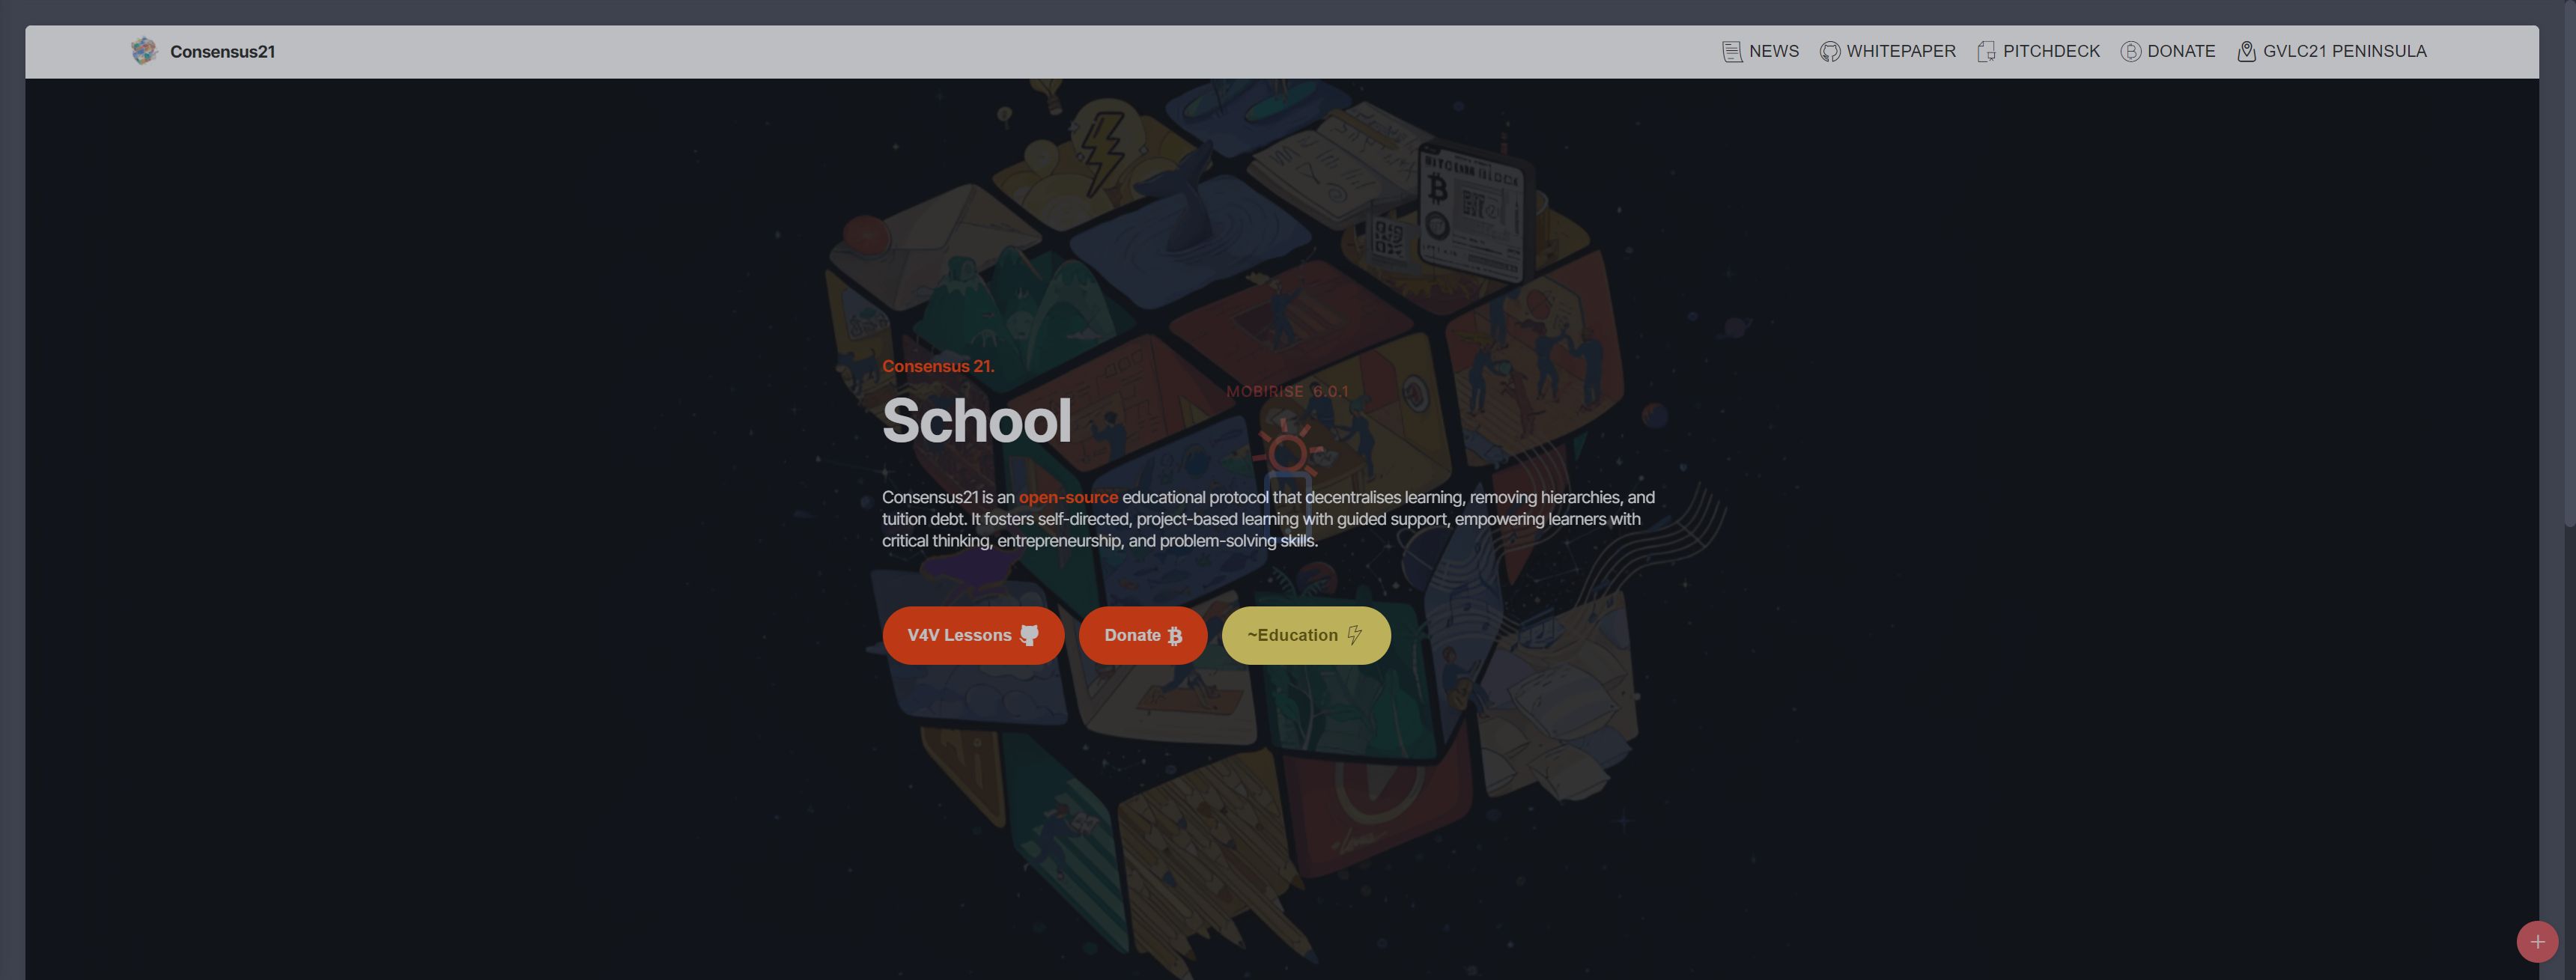 Consensus21
NEWS
WHITEPAPER
PITCHDECK
DONATE
GVLC21 PENINSULA
BITCOIN BLOCK
Consensus 21.
MOBIRISE 6.0.1
School
Consensus21 is an open-source educational protocol that decentralises learning, removing hierarchies, and
tuition debt. It fosters self-directed, project-based learning with guided support, empowering learners with
critical thinking, entrepreneurship, and problem-solving skills.
V4V Lessons
Donate
~Education